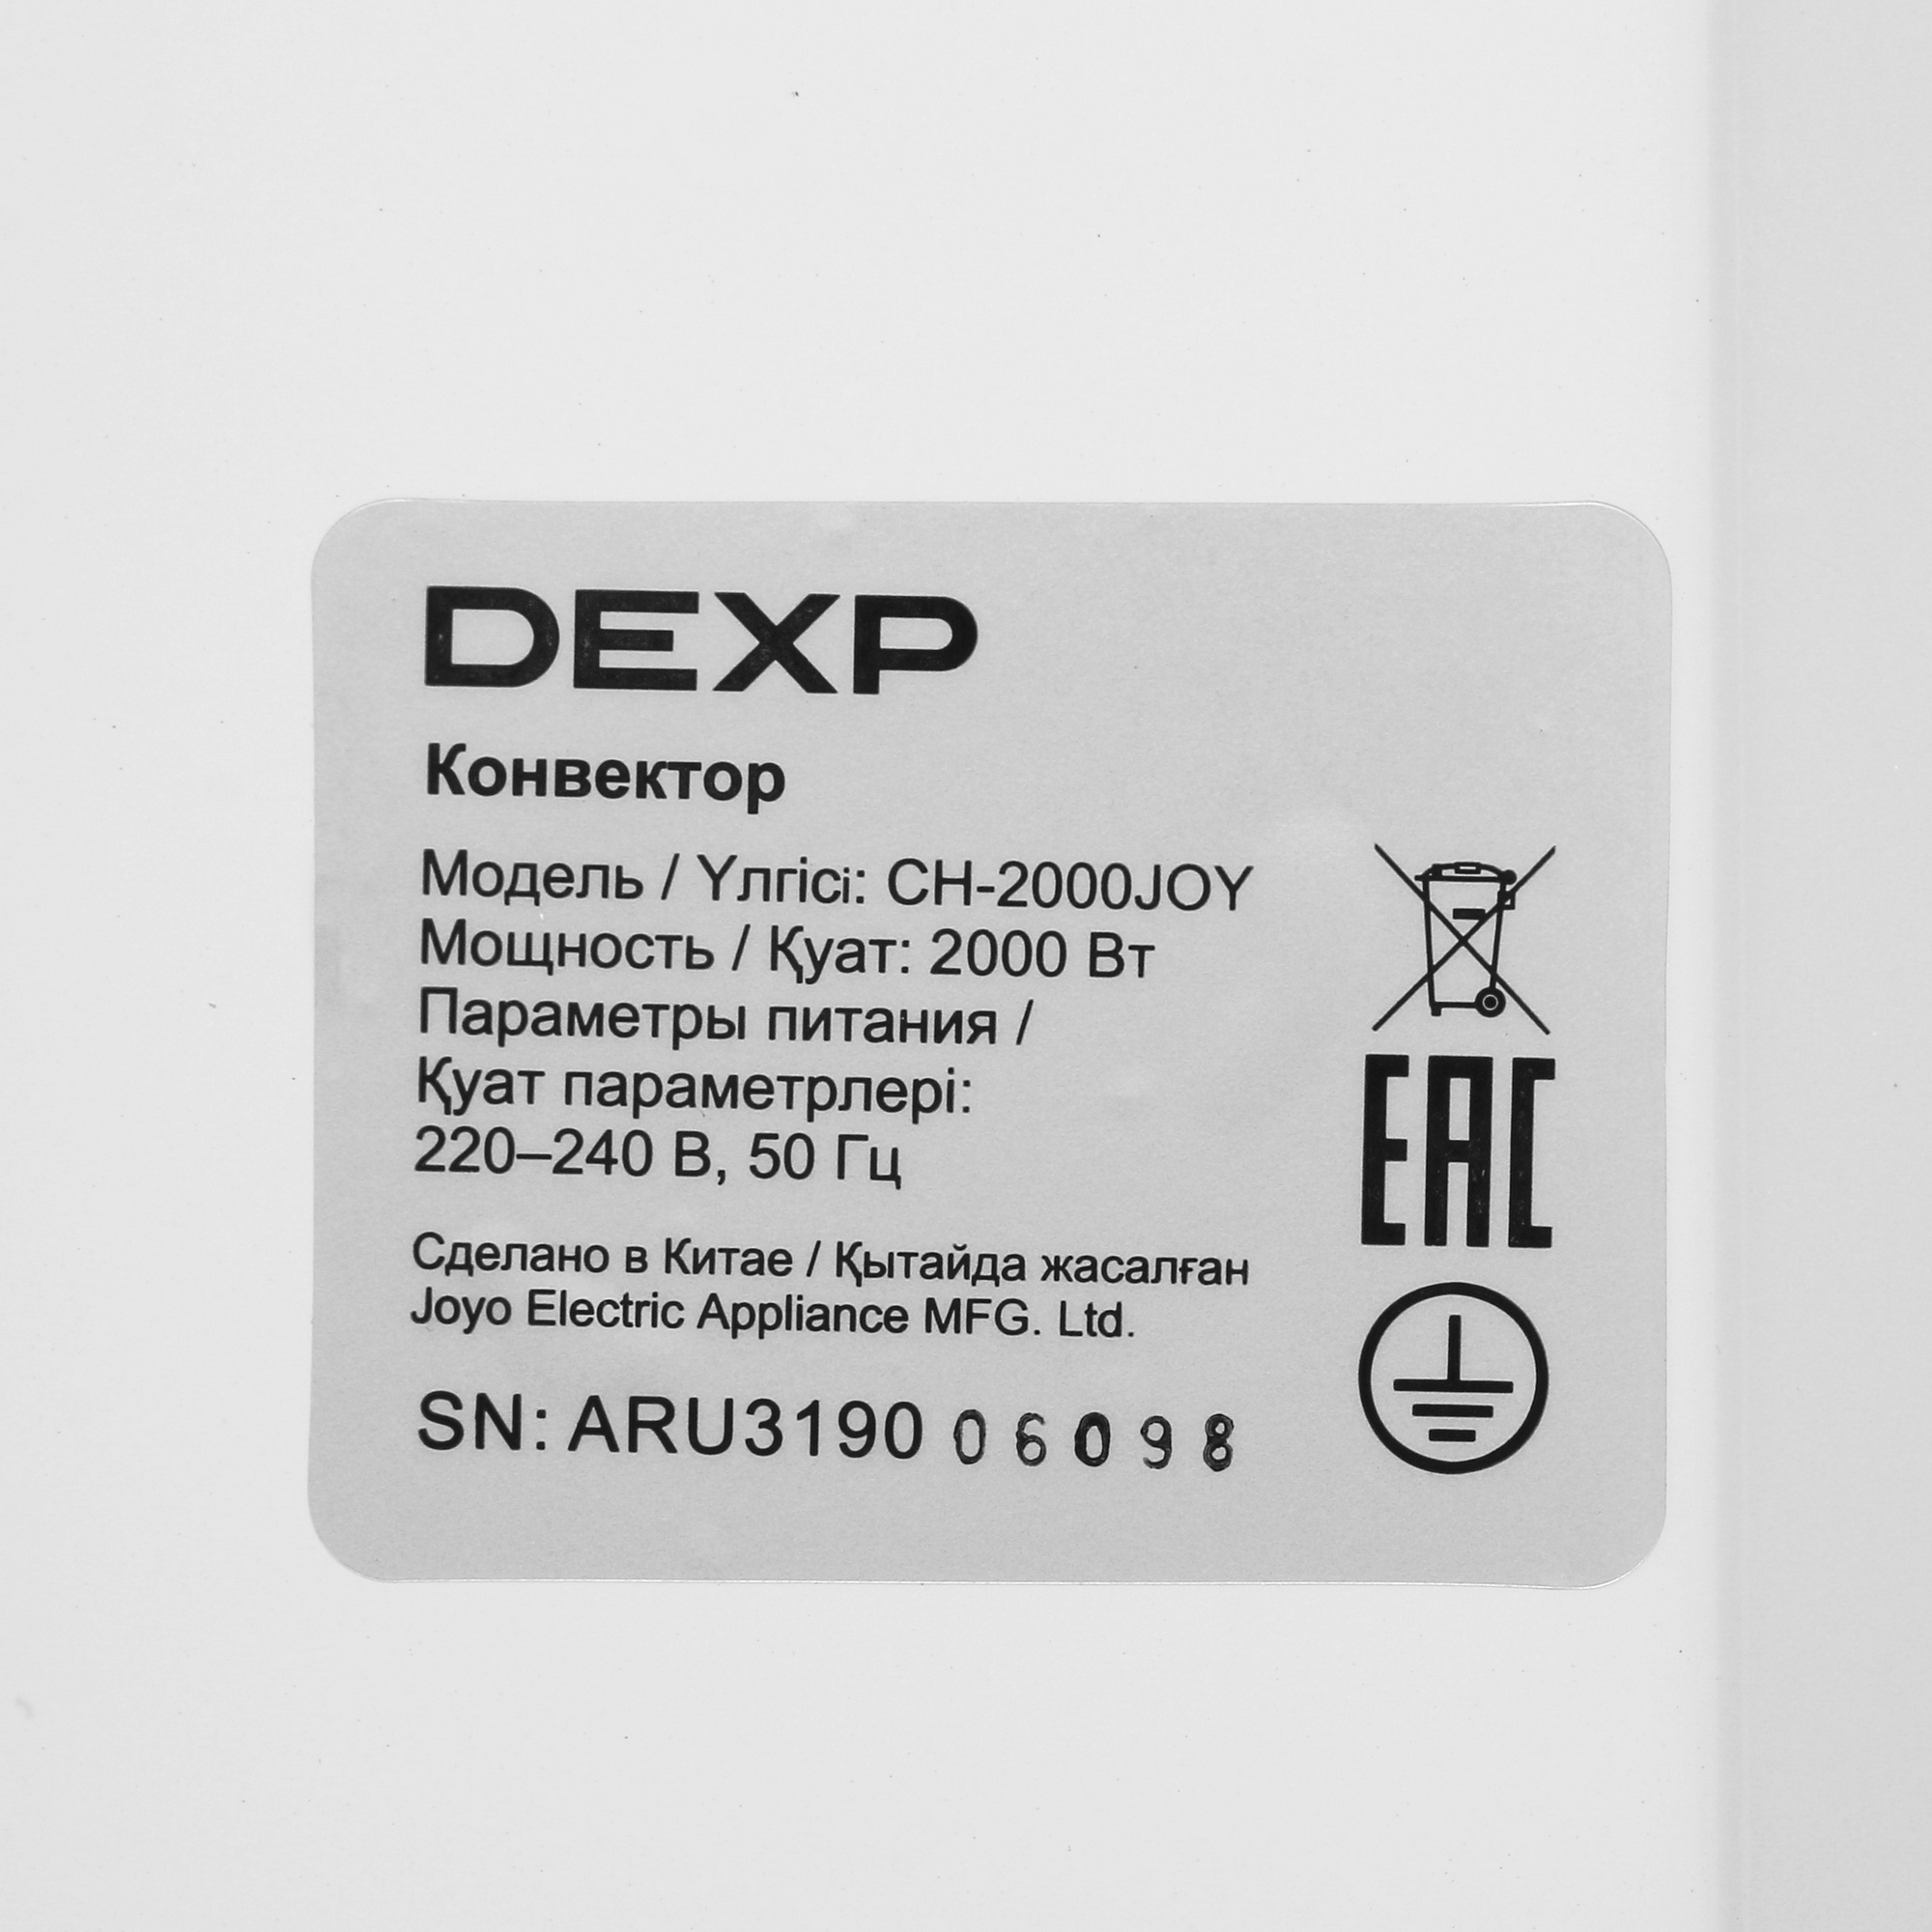 DEXP
Конвектор
Модель / Үлгісі: CH-2000JOY
Мощность / Қуат: 2000 Вт
Параметры питания /
Қуат параметрлері:
220–240 В, 50 Гц
Сделано в Китае / Қытайда жасалған
Joyo Electric Appliance MFG. Ltd.
SN: ARU3190 06098
EAC